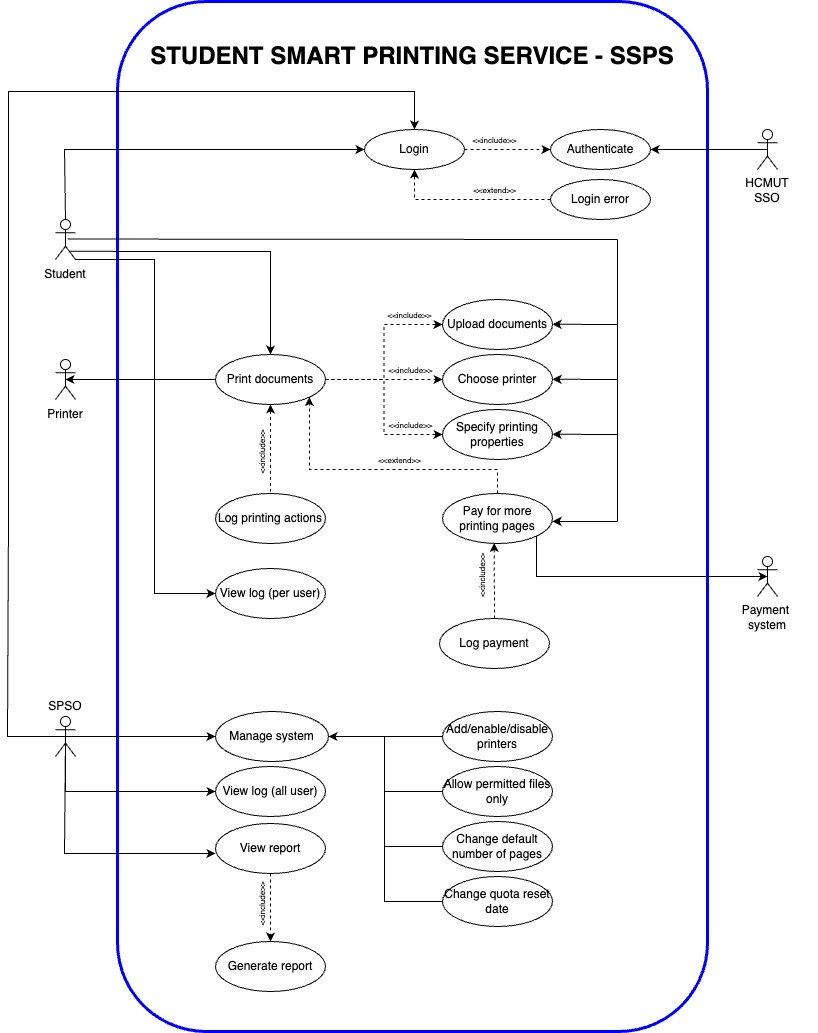 STUDENT SMART PRINTING SERVICE - SSPS
Login
<<include>>
Authenticate
HCMUT
SSO
<<extend>>
Login error
Student
<<include>>
Upload documents
Printer
Print documents
<<include>>
Choose printer
<<include>>
Specify printing
properties
<<include>>
<<extend>>
Log printing actions
Pay for more
printing pages
<<include>>
View log (per user)
Payment
system
Log payment
SPSO
Manage system
Add/enable/disable
printers
View log (all user)
Allow permitted files
only
View report
Change default
number of pages
<<include>>
Change quota reset
date
Generate report